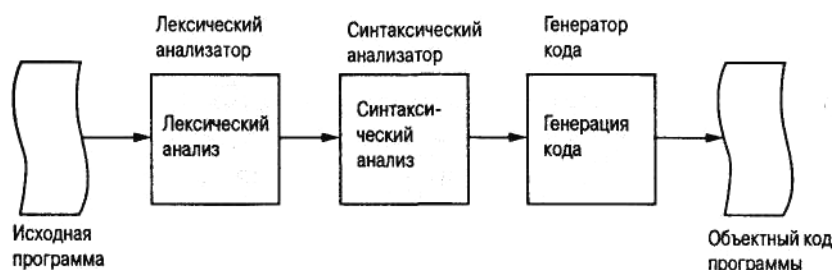 Лексический
анализатор
Синтаксический
анализатор
Генератор
кода
Лексический
анализ
Синтакси-
ческий
анализ
Генерация
кода
Исходная
программа
Объектный код
программы